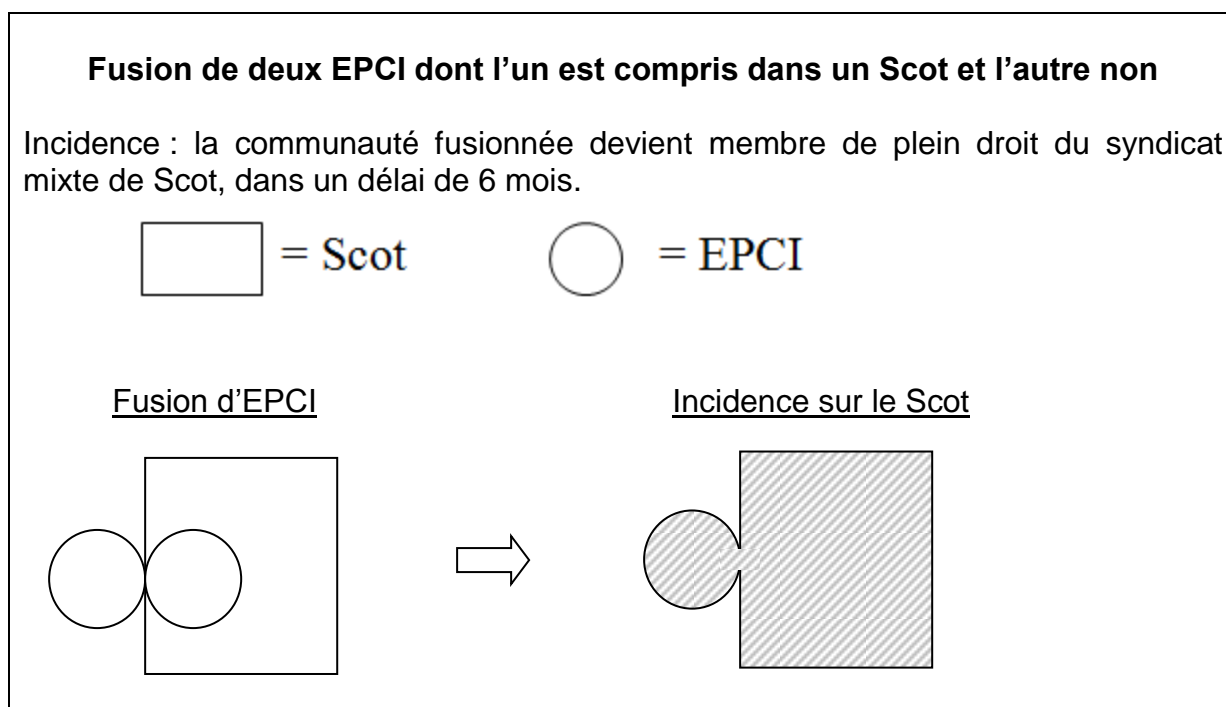 Fusion de deux EPCI dont l’un est compris dans un Scot et l’autre non
Incidence : la communauté fusionnée devient membre de plein droit du syndicat
mixte de Scot, dans un délai de 6 mois.
= Scot
= EPCI
Fusion d’EPCI
Incidence sur le Scot